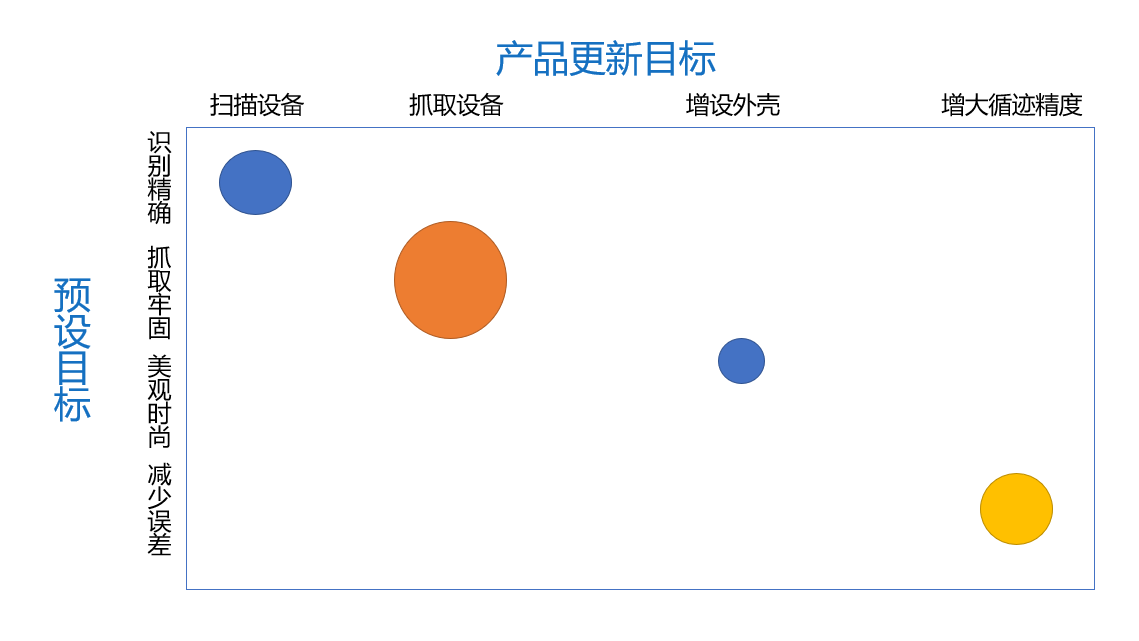 产品更新目标
扫描设备
抓取设备
增设外壳
增大循迹精度
预设目标
识别精确
抓取牢固
美观时尚
减少误差